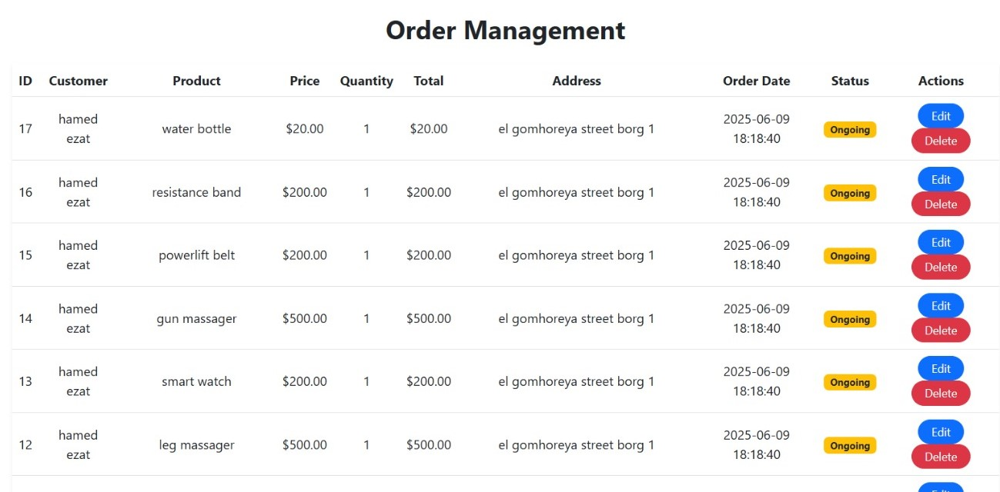 Order Management
ID Customer Product Price Quantity Total Address Order Date Status Actions
17 hamed ezat water bottle $20.00 1 $20.00 el gomhoreya street borg 1 2025-06-09 18:18:40 Ongoing Edit Delete
16 hamed ezat resistance band $200.00 1 $200.00 el gomhoreya street borg 1 2025-06-09 18:18:40 Ongoing Edit Delete
15 hamed ezat powerlift belt $200.00 1 $200.00 el gomhoreya street borg 1 2025-06-09 18:18:40 Ongoing Edit Delete
14 hamed ezat gun massager $500.00 1 $500.00 el gomhoreya street borg 1 2025-06-09 18:18:40 Ongoing Edit Delete
13 hamed ezat smart watch $200.00 1 $200.00 el gomhoreya street borg 1 2025-06-09 18:18:40 Ongoing Edit Delete
12 hamed ezat leg massager $500.00 1 $500.00 el gomhoreya street borg 1 2025-06-09 18:18:40 Ongoing Edit Delete